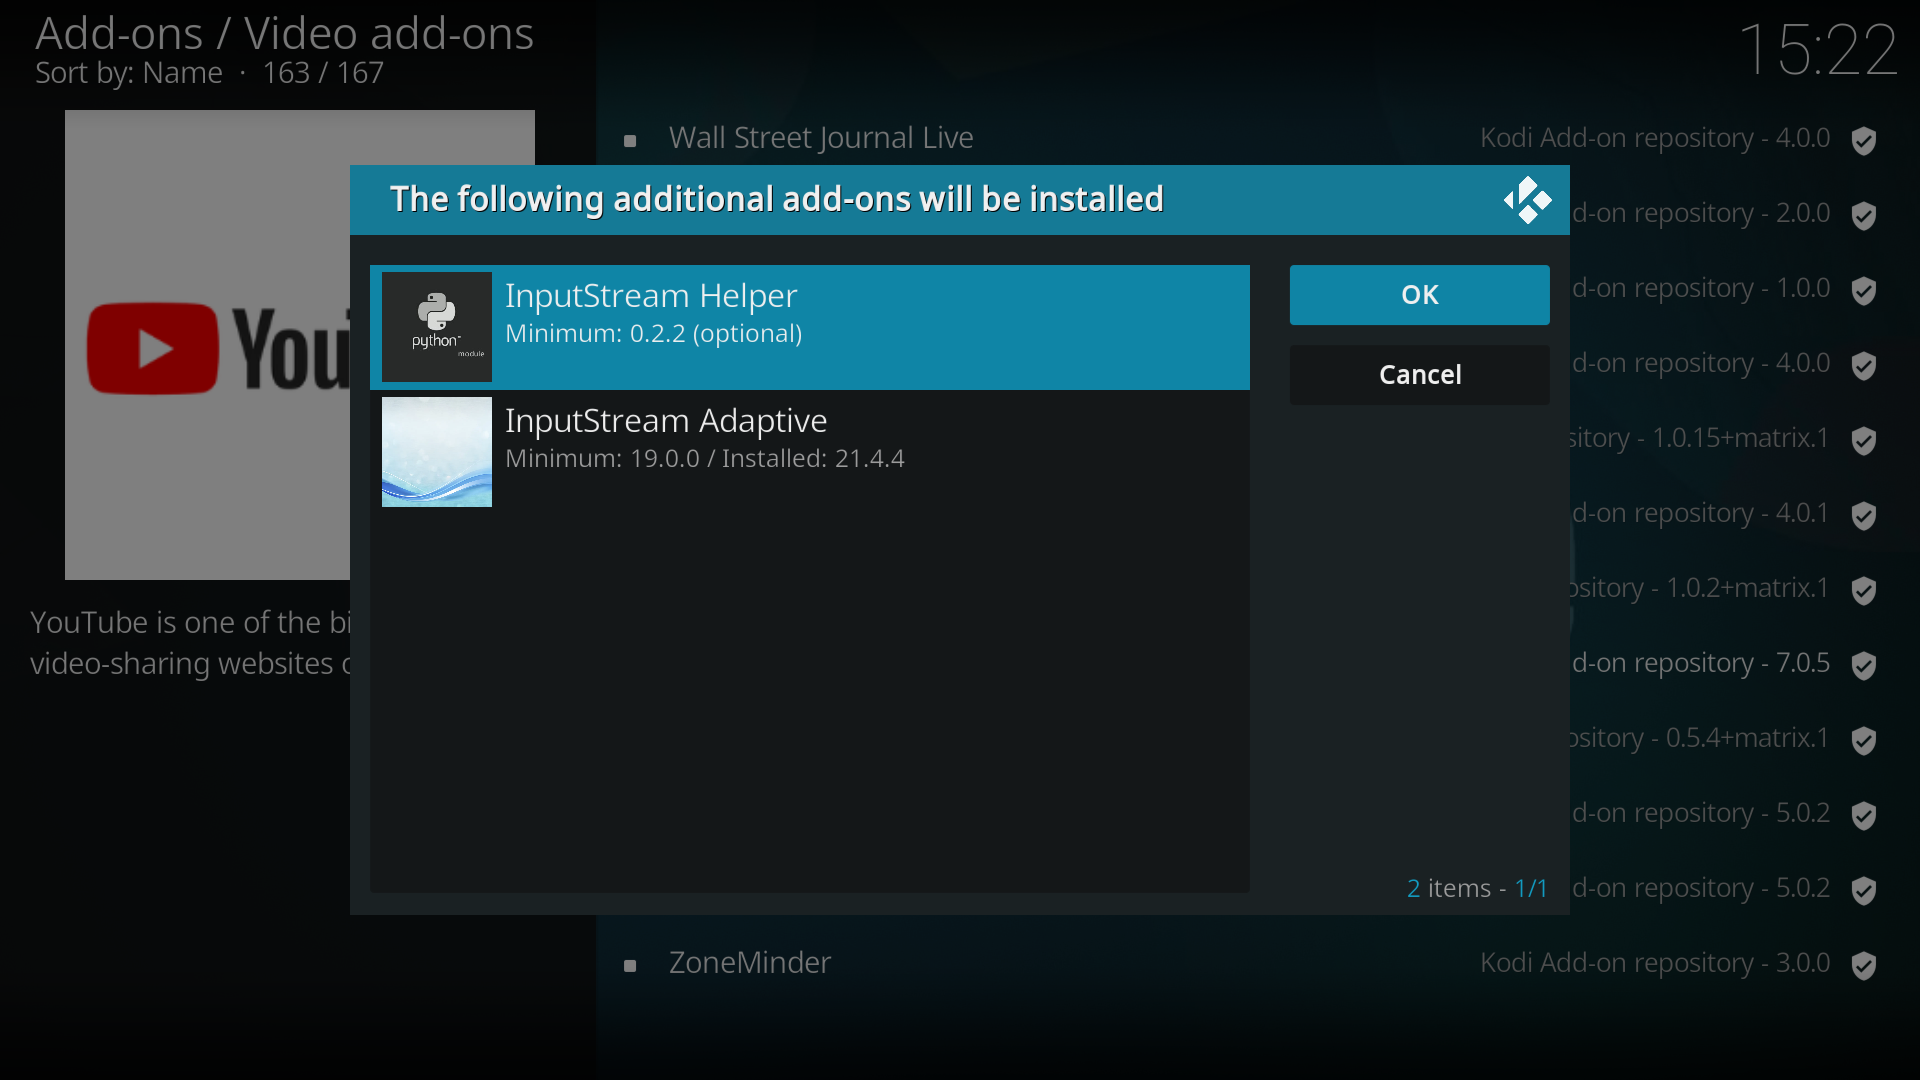 Add-ons / Video add-ons
Sort by: Name · 163 / 167
15:22
Wall Street Journal Live
Kodi Add-on repository - 4.0.0
The following additional add-ons will be installed
d-on repository - 2.0.0
InputStream Helper
Minimum: 0.2.2 (optional)
python
module
OK
d-on repository - 1.0.0
Cancel
d-on repository - 4.0.0
InputStream Adaptive
Minimum: 19.0.0 / Installed: 21.4.4
You
sitory - 1.0.15+matrix.1
d-on repository - 4.0.1
ository - 1.0.2+matrix.1
YouTube is one of the bi
video-sharing websites
d-on repository - 7.0.5
ository - 0.5.4+matrix.1
d-on repository - 5.0.2
2 items - 1/1
d-on repository - 5.0.2
ZoneMinder
Kodi Add-on repository - 3.0.0